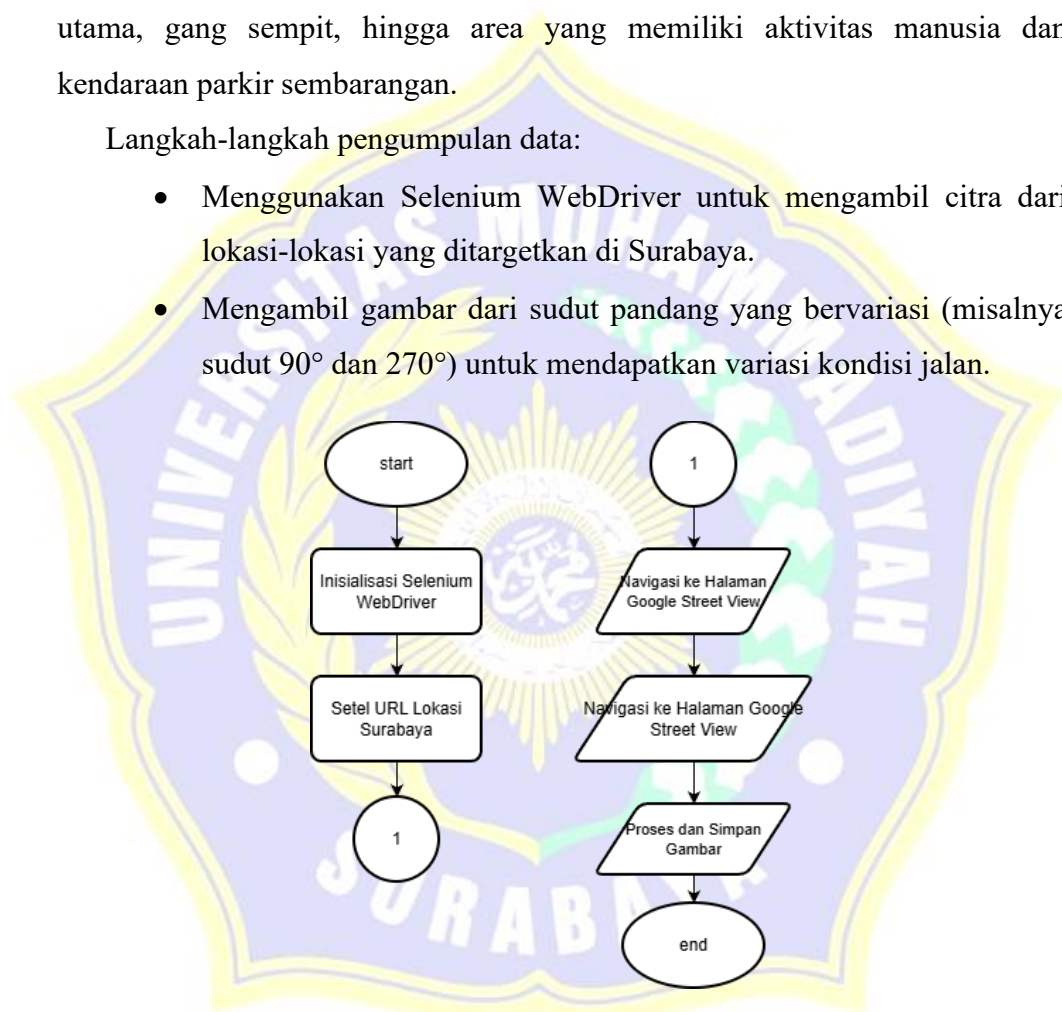 utama, gang sempit, hingga area yang memiliki aktivitas manusia dan
kendaraan parkir sembarangan.
Langkah-langkah pengumpulan data:
• Menggunakan Selenium WebDriver untuk mengambil citra dari
lokasi-lokasi yang ditargetkan di Surabaya.
• Mengambil gambar dari sudut pandang yang bervariasi (misalnya
sudut 90° dan 270°) untuk mendapatkan variasi kondisi jalan.
start
Inisialisasi Selenium
WebDriver
Setel URL Lokasi
Surabaya
1
1
Navigasi ke Halaman
Google Street View
Navigasi ke Halaman Google
Street View
Proses dan Simpan
Gambar
end
UNIVERSITAS MUHAMMADIYAH
SURABAYA